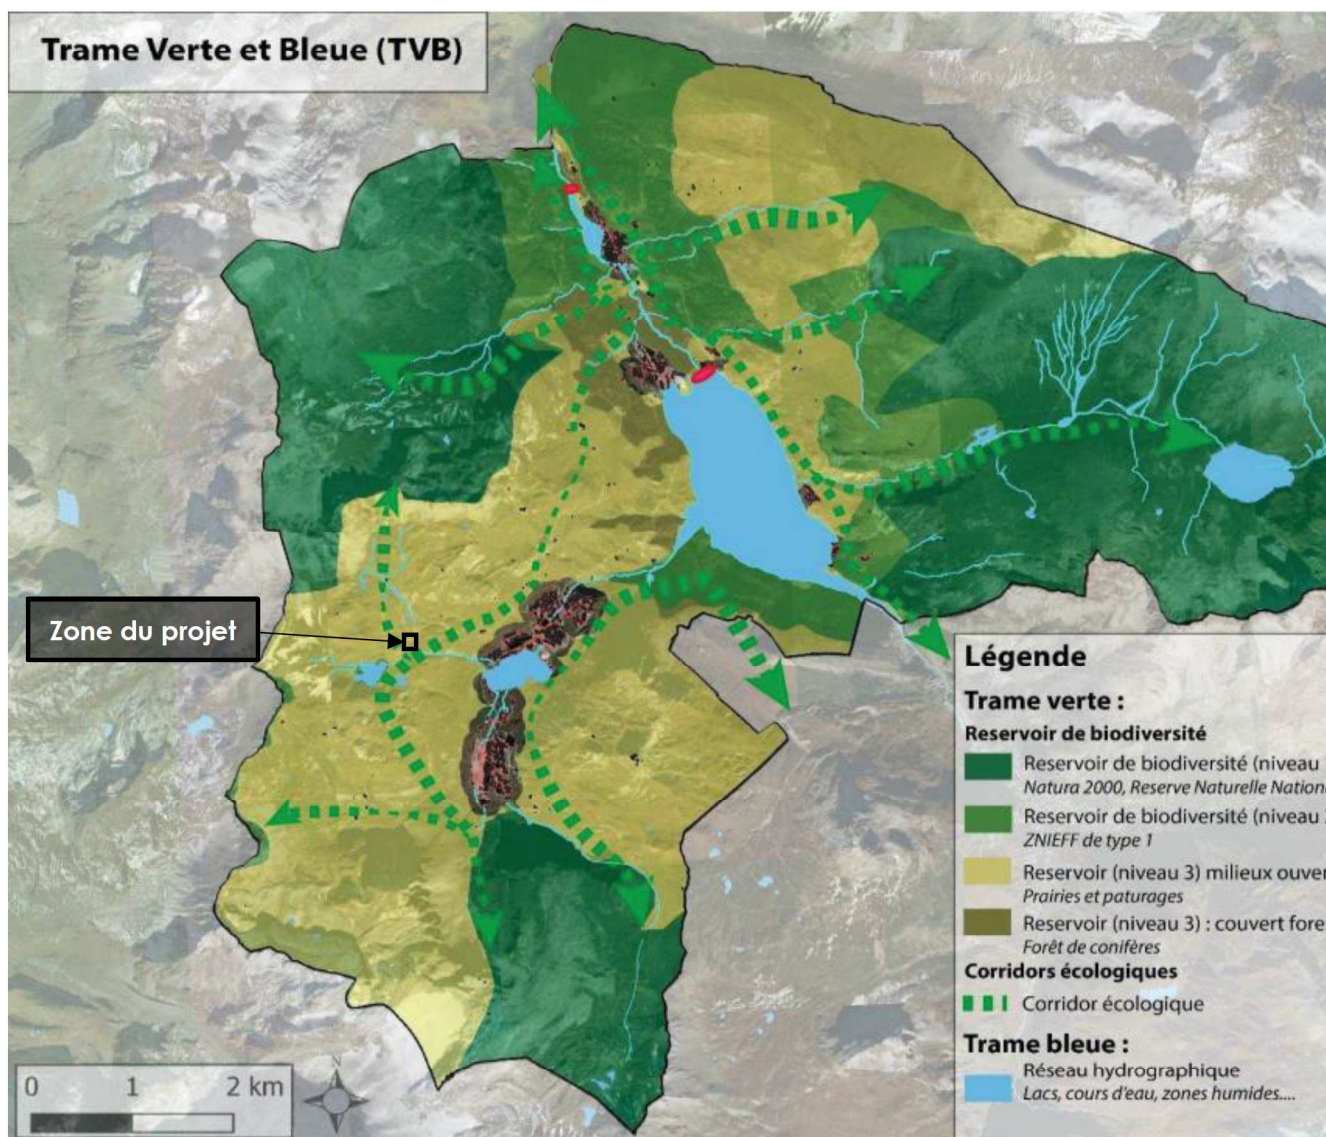 Trame Verte et Bleue (TVB)
Zone du projet
Légende
Trame verte :
Reservoir de biodiversité
Reservoir de biodiversité (niveau
Natura 2000, Reserve Naturelle Nation
Reservoir de biodiversité (niveau
ZNIEFF de type 1
Reservoir (niveau 3) milieux ouver
Prairies et paturages
Reservoir (niveau 3) : couvert fore
Forêt de conifères
Corridors écologiques
Corridor écologique
Trame bleue :
Réseau hydrographique
Lacs, cours d'eau, zones humides....
0 1 2 km
N